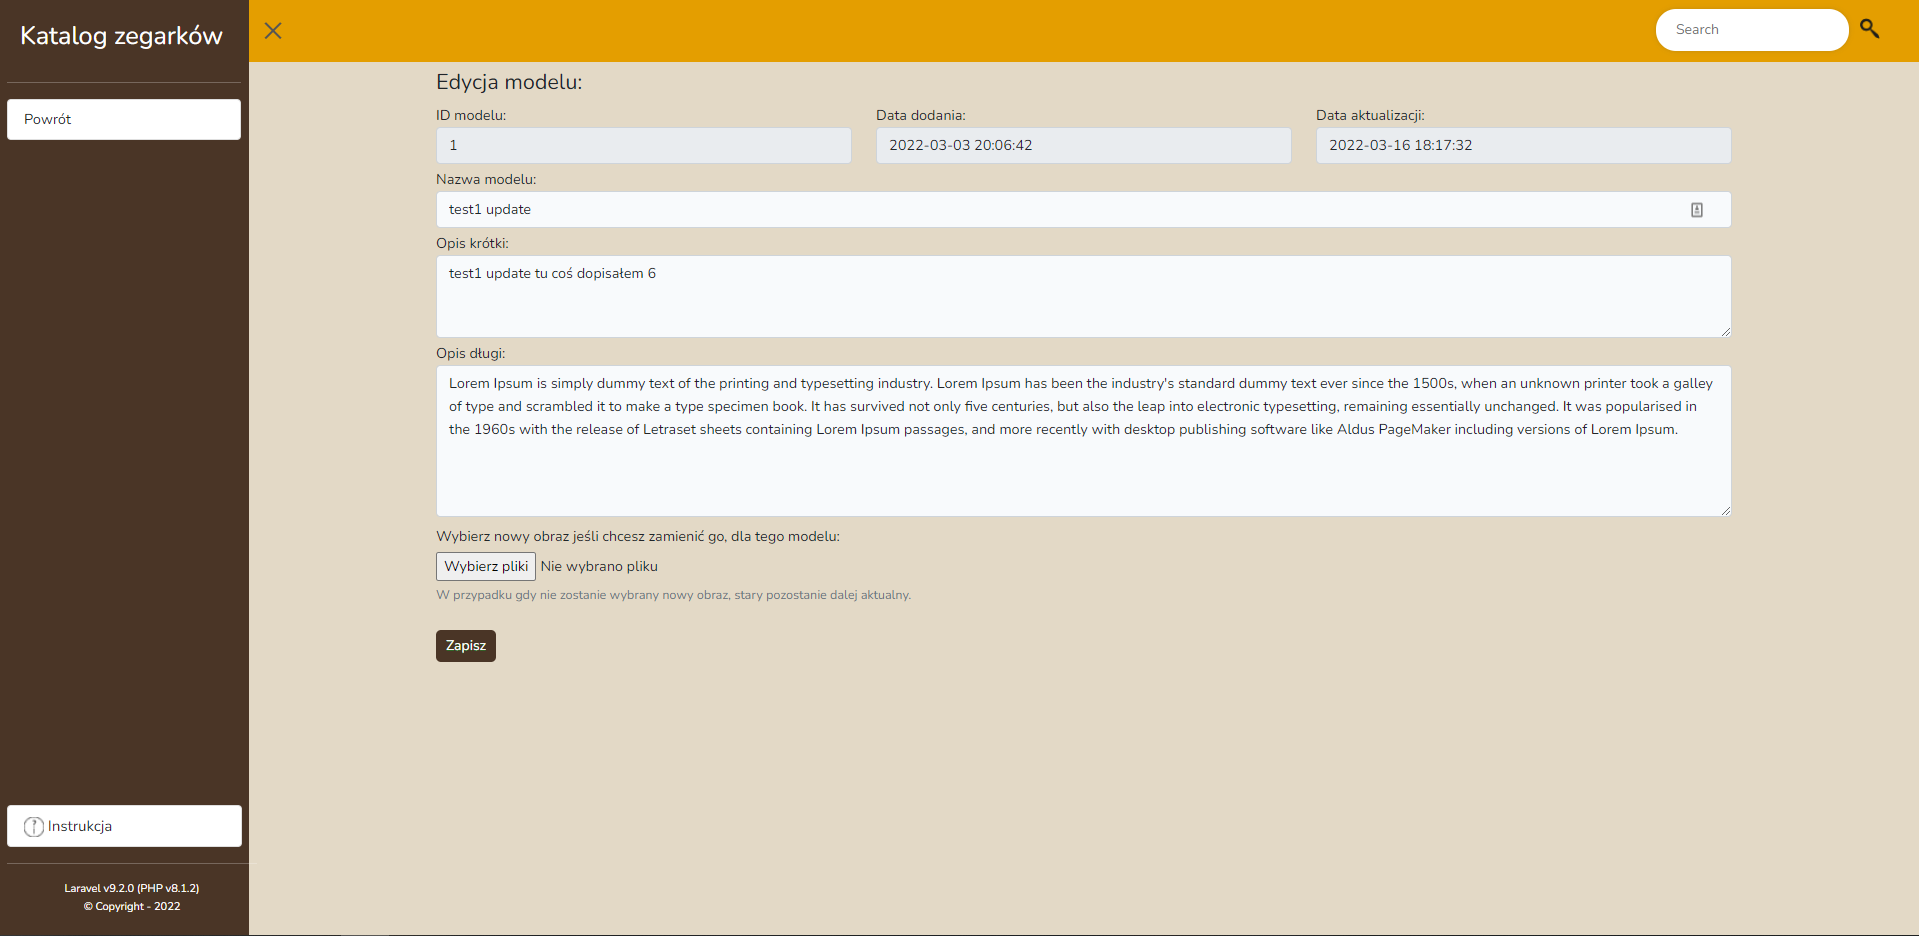 Katalog zegarków
Search
Powrót
Edycja modelu:
ID modelu:
Data dodania:
Data aktualizacji:
1
2022-03-03 20:06:42
2022-03-16 18:17:32
Nazwa modelu:
test1 update
Opis krótki:
test1 update tu coś dopisałem 6
Opis długi:
Lorem Ipsum is simply dummy text of the printing and typesetting industry. Lorem Ipsum has been the industry's standard dummy text ever since the 1500s, when an unknown printer took a galley
of type and scrambled it to make a type specimen book. It has survived not only five centuries, but also the leap into electronic typesetting, remaining essentially unchanged. It was popularised in
the 1960s with the release of Letraset sheets containing Lorem Ipsum passages, and more recently with desktop publishing software like Aldus PageMaker including versions of Lorem Ipsum.
Wybierz nowy obraz jeśli chcesz zamienić go, dla tego modelu:
Wybierz pliki Nie wybrano pliku
W przypadku gdy nie zostanie wybrany nowy obraz, stary pozostanie dalej aktualny.
Zapisz
Instrukcja
Laravel v9.2.0 (PHP v8.1.2)
© Copyright - 2022